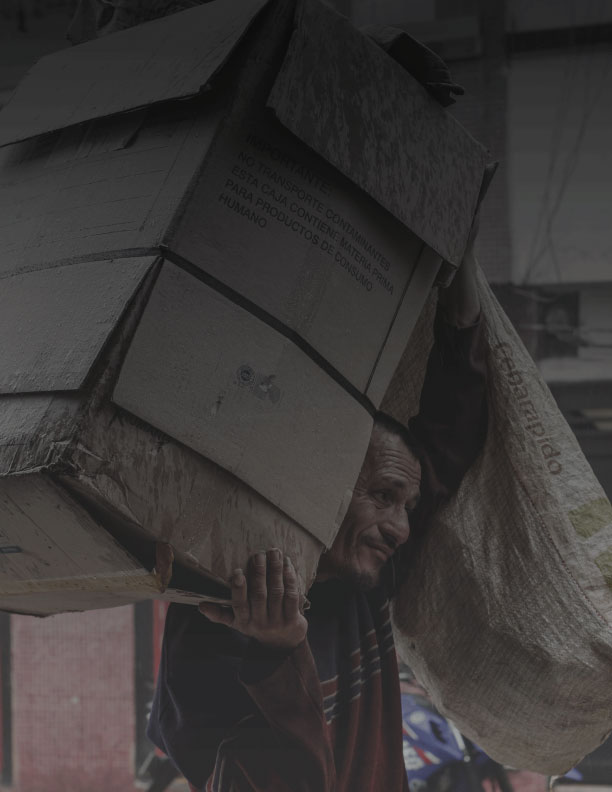 IMPORTANTE:
NO TRANSPORTE CONTAMINANTES
ESTA CAJA CONTIENE MATERIA PRIMA
PARA PRODUCTOS DE CONSUMO
HUMANO